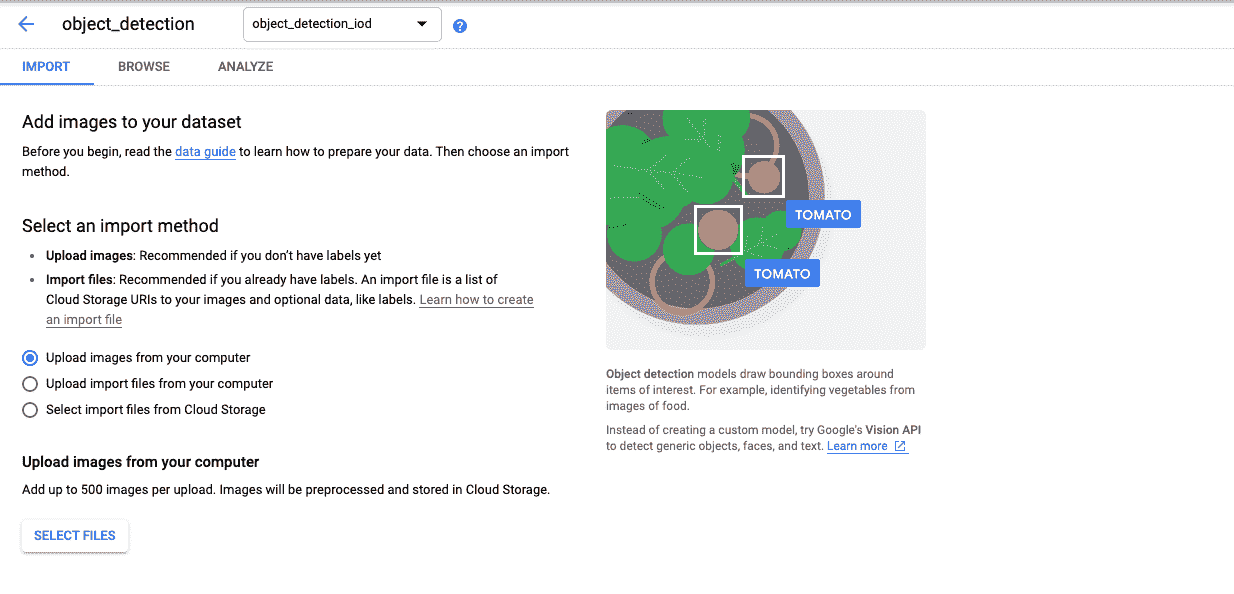 object_detection
object_detection_iod
?
IMPORT
BROWSE
ANALYZE
Add images to your dataset
Before you begin, read the data guide to learn how to prepare your data. Then choose an import
method.
Select an import method
Upload images: Recommended if you don't have labels yet
Import files: Recommended if you already have labels. An import file is a list of
Cloud Storage URIs to your images and optional data, like labels. Learn how to create
an import file
Upload images from your computer
Upload import files from your computer
Select import files from Cloud Storage
Upload images from your computer
Add up to 500 images per upload. Images will be preprocessed and stored in Cloud Storage.
SELECT FILES
TOMATO
TOMATO
Object detection models draw bounding boxes around
items of interest. For example, identifying vegetables from
images of food.
Instead of creating a custom model, try Google's Vision API
to detect generic objects, faces, and text. Learn more